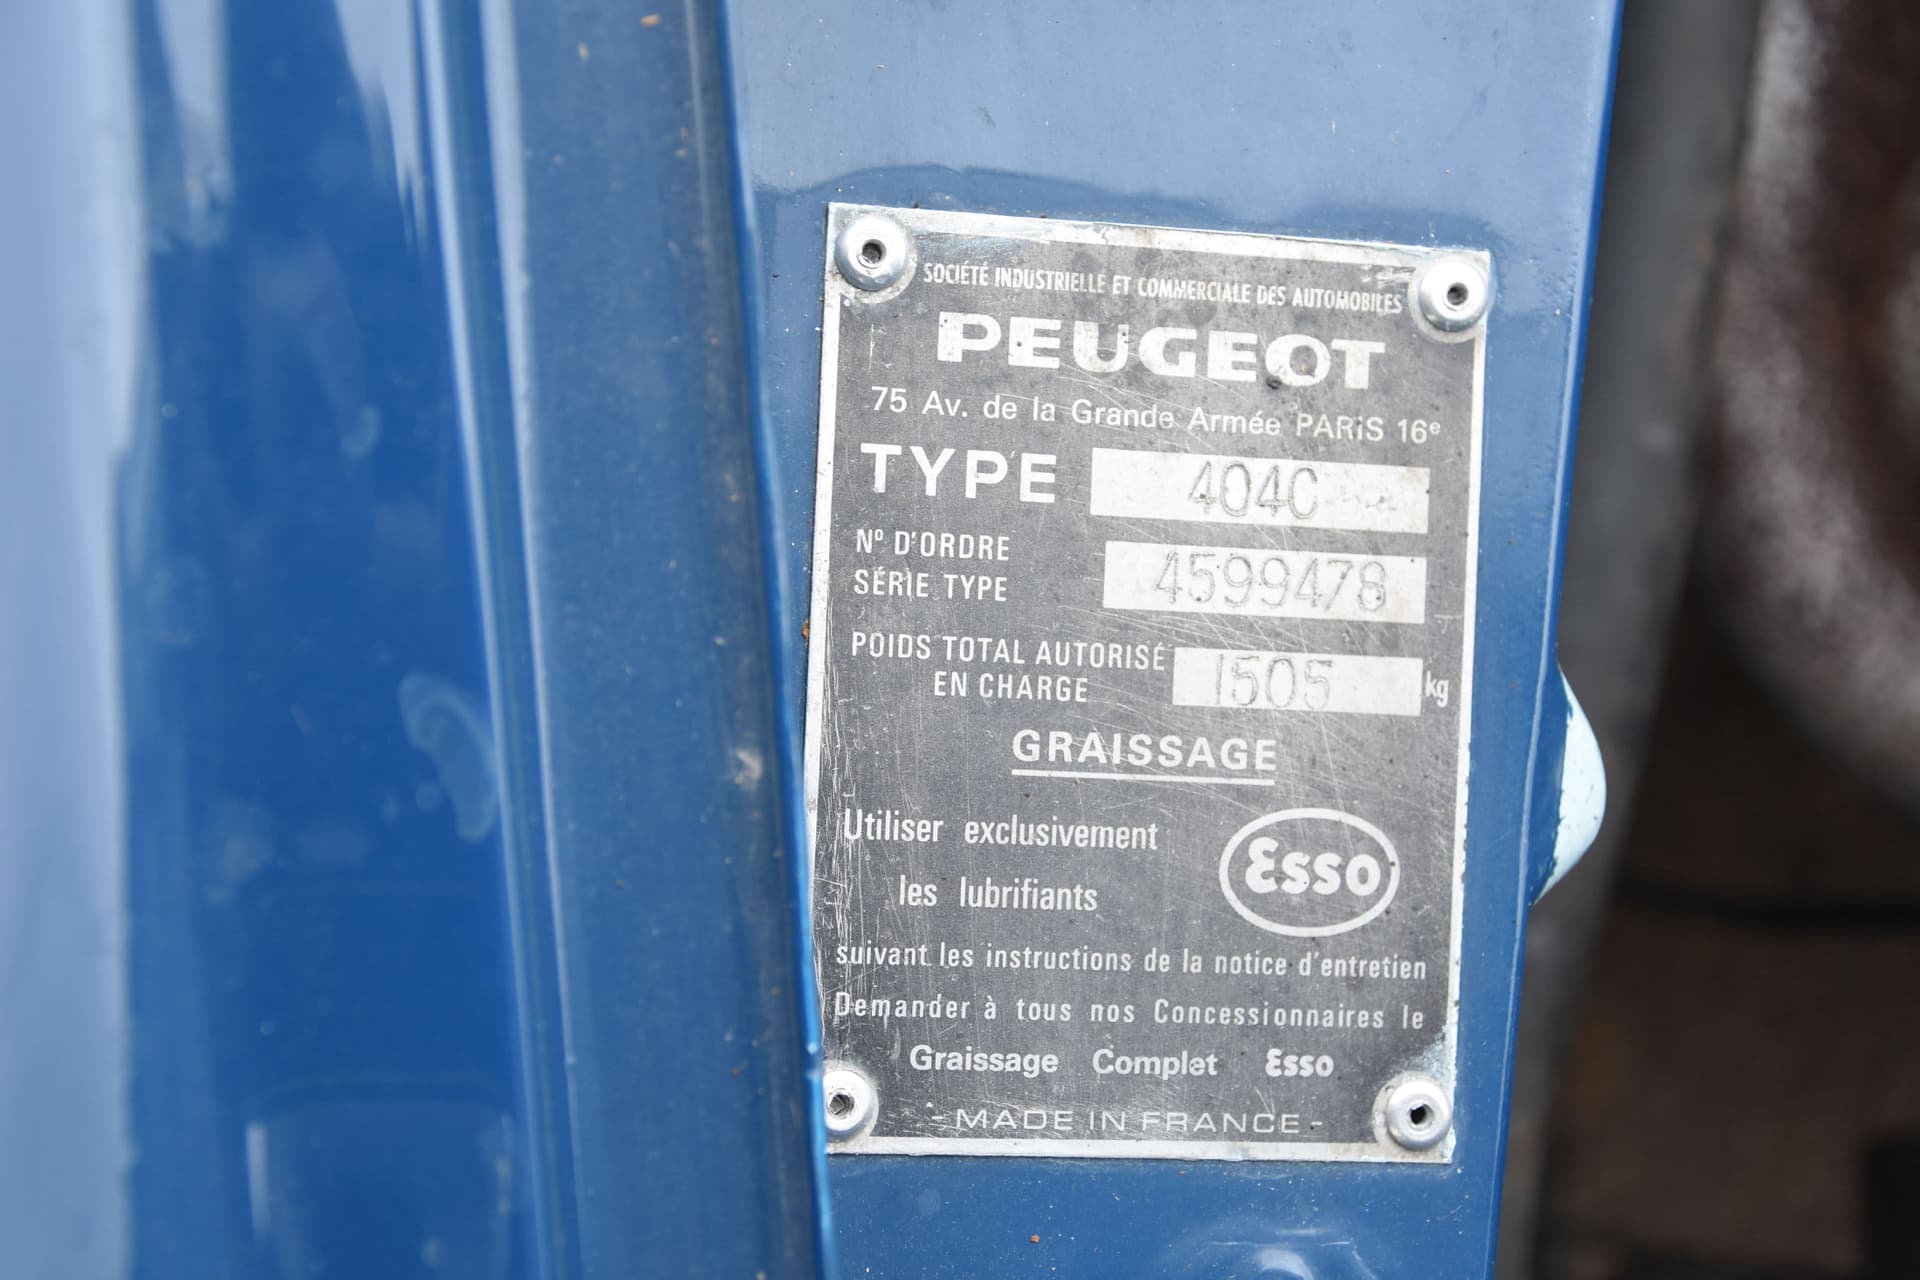 SOCIÉTÉ INDUSTRIELLE ET COMMERCIALE DES AUTOMOBILES
PEUGEOT
75 Av. de la Grande Armée PARIS 16e
TYPE 404C
Nº D'ORDRE
SÉRIE TYPE 4599478
POIDS TOTAL AUTORISÉ
EN CHARGE 1505 kg
GRAISSAGE
Utiliser exclusivement
les lubrifiants
Esso
suivant les instructions de la notice d'entretien
Demander à tous nos Concessionnaires le
Graissage Complet Esso
- MADE IN FRANCE -